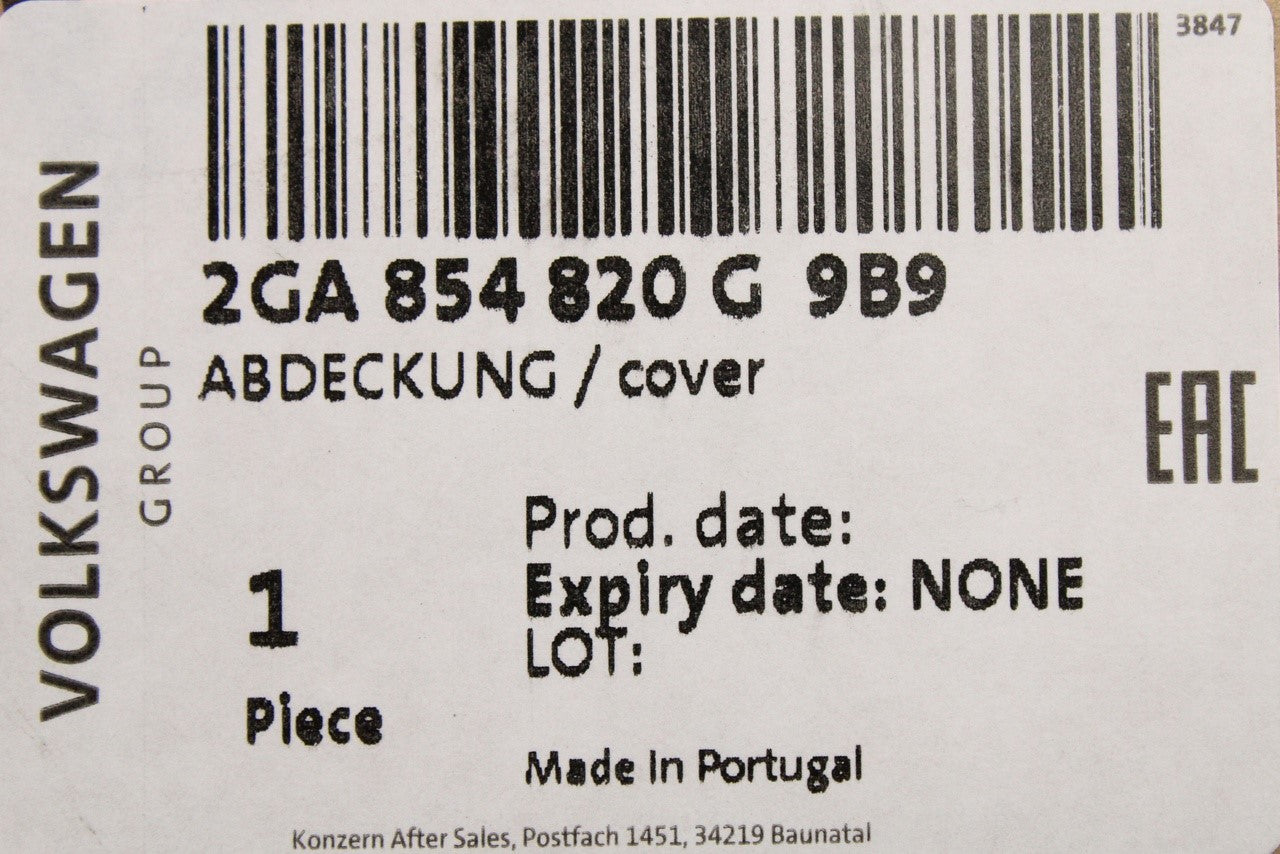 3847
2GA 854 820 G 9B9
ABDECKUNG / cover
VOLKSWAGEN
GROUP
EAC
Prod. date:
Expiry date: NONE
LOT:
1
Piece
Made In Portugal
Konzern After Sales, Postfach 1451, 34219 Baunatal